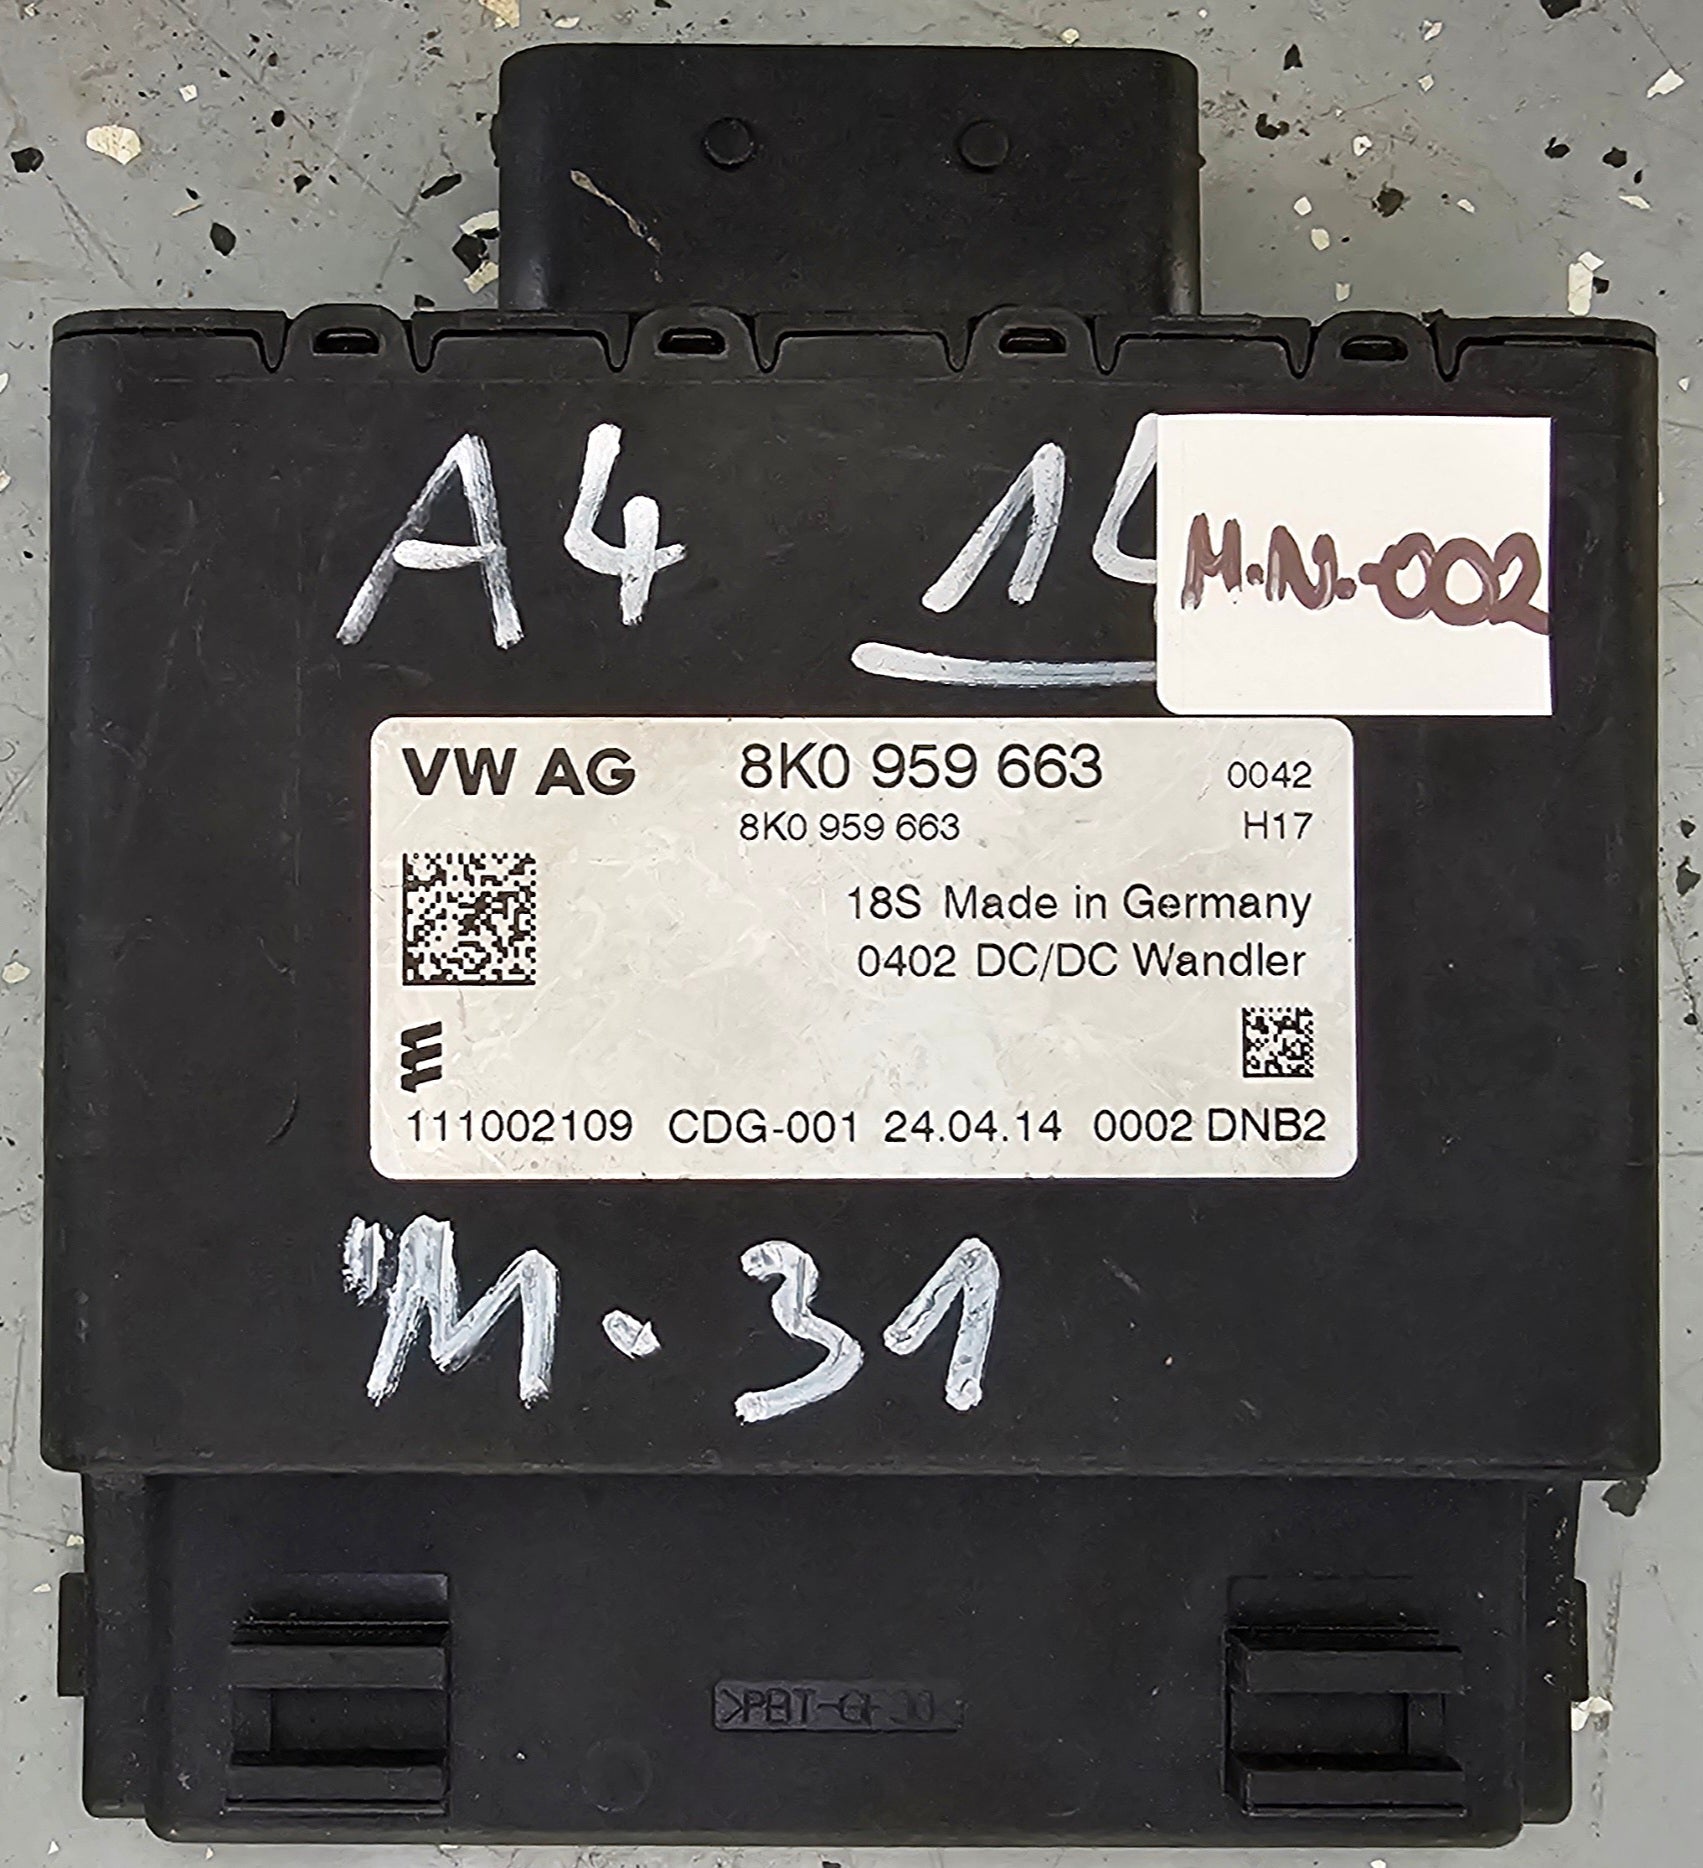 A4 1
M.N.-002
VW AG 8K0 959 663 0042
8K0 959 663 H17
18S Made in Germany
0402 DC/DC Wandler
111002109 CDG-001 24.04.14 0002 DNB2
M. 31
>PBT-GF30<